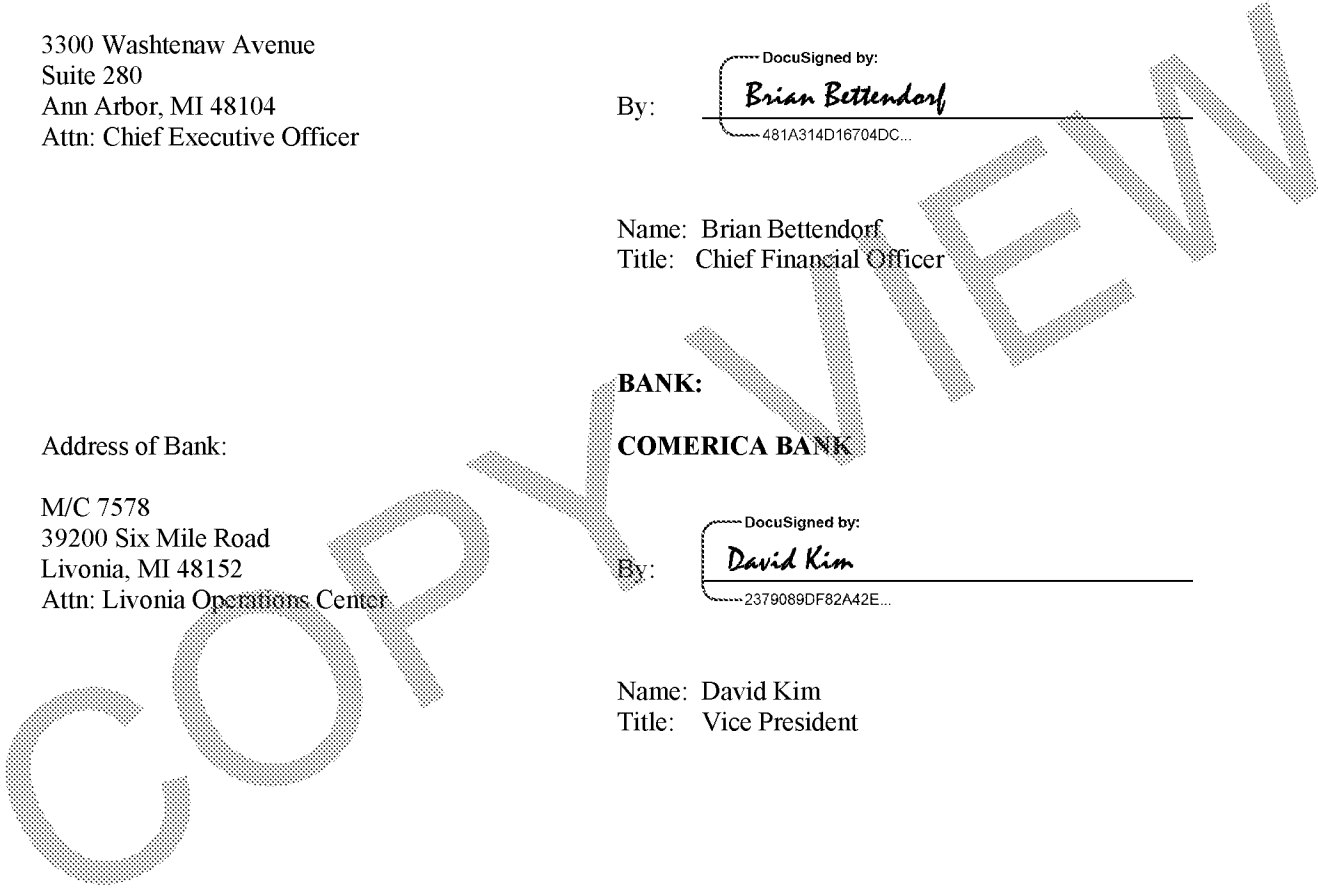 3300 Washtenaw Avenue
Suite 280
Ann Arbor, MI 48104
Attn: Chief Executive Officer
DocuSigned by:
By: Brian Bettendorf
481A314D16704DC...
Name: Brian Bettendorf
Title: Chief Financial Officer
BANK:
Address of Bank:
COMERICA BANK
M/C 7578
39200 Six Mile Road
Livonia, MI 48152
Attn: Livonia Operations Center
DocuSigned by:
By: David Kim
2379089DF82A42E...
Name: David Kim
Title: Vice President
COPY VIEW